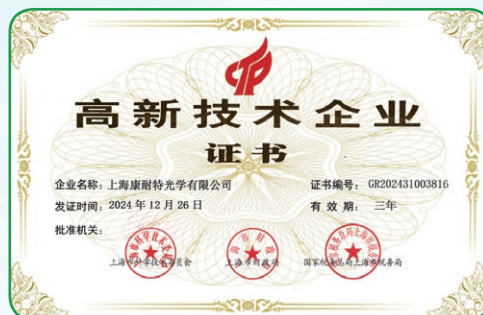 高新技术企业
证书
企业名称：上海康耐特光学有限公司 证书编号：GR202431003816
发证时间：2024 年 12 月 26 日 有 效 期：三年
批准机关：
上海市科学技术委员会 上海市财政局 国家税务总局上海市税务局